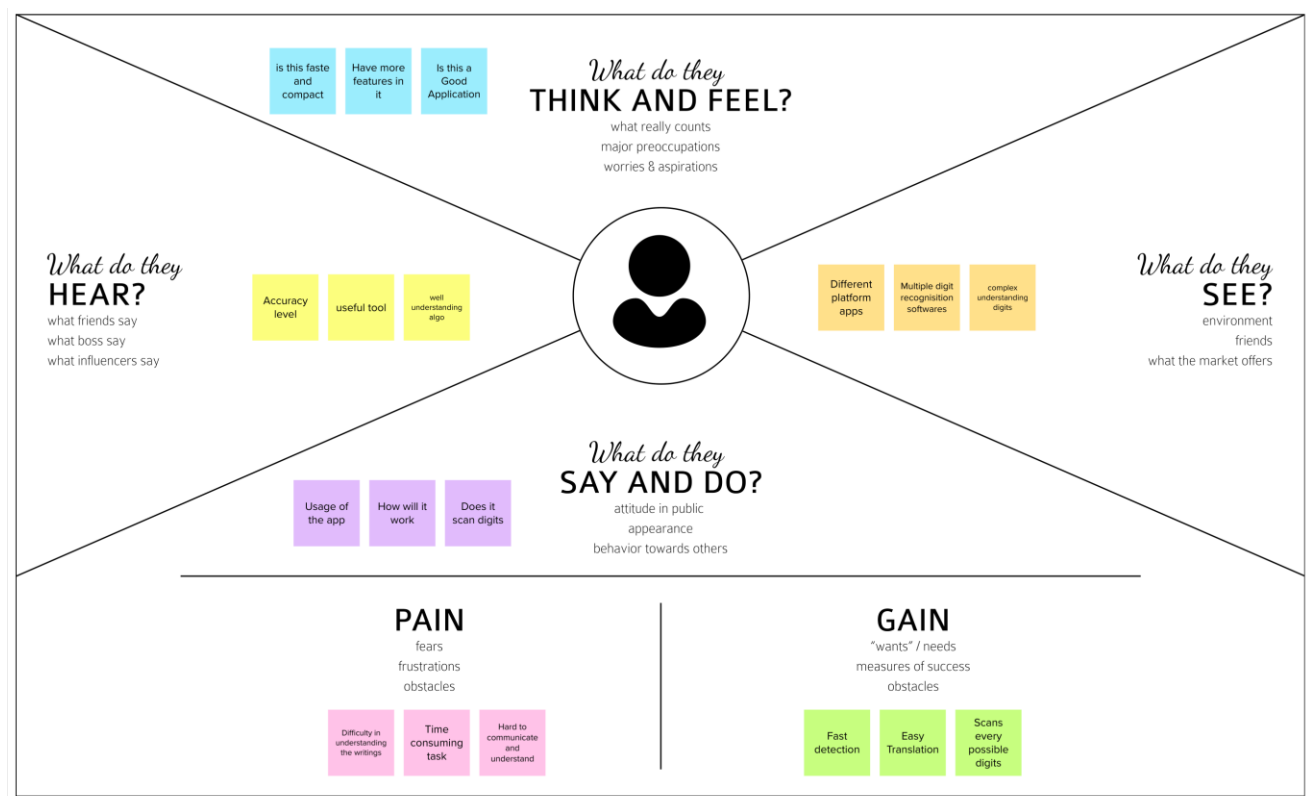 is this faste
and
compact
Have more
features in
it
Is this a
Good
Application
What do they
THINK AND FEEL?
what really counts
major preoccupations
worries & aspirations
What do they
HEAR?
what friends say
what boss say
what influencers say
Accuracy
level
useful tool
well
understanding
algo
Different
platform
apps
Multiple digit
recognisition
softwares
complex
understanding
digits
What do they
SEE?
environment
friends
what the market offers
What do they
SAY AND DO?
attitude in public
appearance
behavior towards others
Usage of
the app
How will it
work
Does it
scan digits
PAIN
fears
frustrations
obstacles
Difficulty in
understanding
the writings
Time
consuming
task
Hard to
communicate
and
understand
GAIN
“wants” / needs
measures of success
obstacles
Fast
detection
Easy
Translation
Scans
every
possible
digits